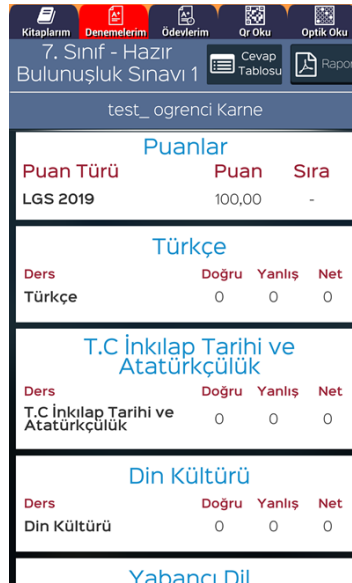 Kitaplarım Denemelerim Ödevlerim Qr Oku Optik Oku
7. Sınıf - Hazır Bulunuşluk Sınavı 1
Cevap Tablosu
Rapor
test_ ogrenci Karne
Puanlar
Puan Türü Puan Sıra
LGS 2019 100,00 -
Türkçe
Ders Doğru Yanlış Net
Türkçe 0 0 0
T.C İnkılap Tarihi ve
Atatürkçülük
Ders Doğru Yanlış Net
T.C İnkılap Tarihi ve
Atatürkçülük 0 0 0
Din Kültürü
Ders Doğru Yanlış Net
Din Kültürü 0 0 0
Yabancı Dil